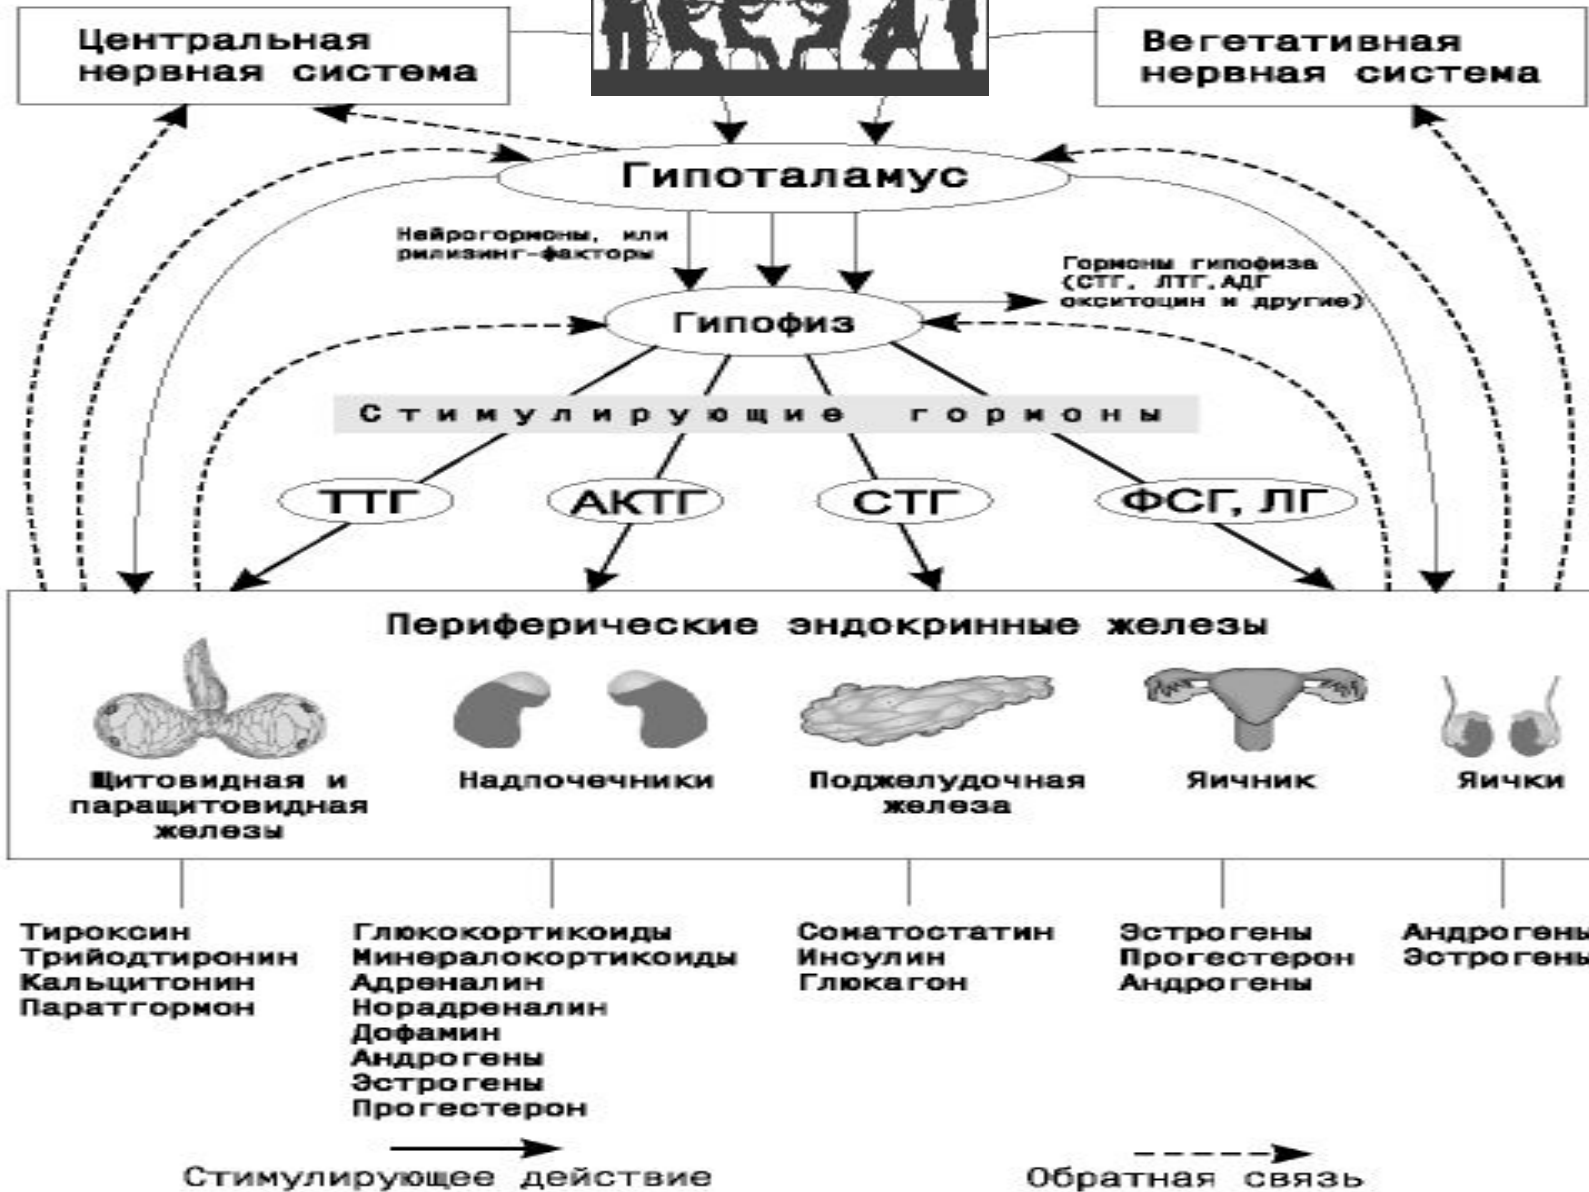 Центральная
нервная система
Вегетативная
нервная система
Гипоталамус
Нейрогормоны, или
рилизинг-факторы
Гормоны гипофиза
(СТГ, ЛТГ,АДГ
окситоцин и другие)
Гипофиз
Стимулирующие гормоны
ТТГ
АКТГ
СТГ
ФСГ, ЛГ
Периферические эндокринные железы
Щитовидная и
паращитовидная
железы
Надпочечники
Поджелудочная
железа
Яичник
Яички
Тироксин
Трийодтиронин
Кальцитонин
Паратгормон
Глюкокортикоиды
Минералокортикоиды
Адреналин
Норадреналин
Дофамин
Андрогены
Эстрогены
Прогестерон
Соматостатин
Инсулин
Глюкагон
Эстрогены
Прогестерон
Андрогены
Андрогены
Эстрогены
Стимулирующее действие
Обратная связь